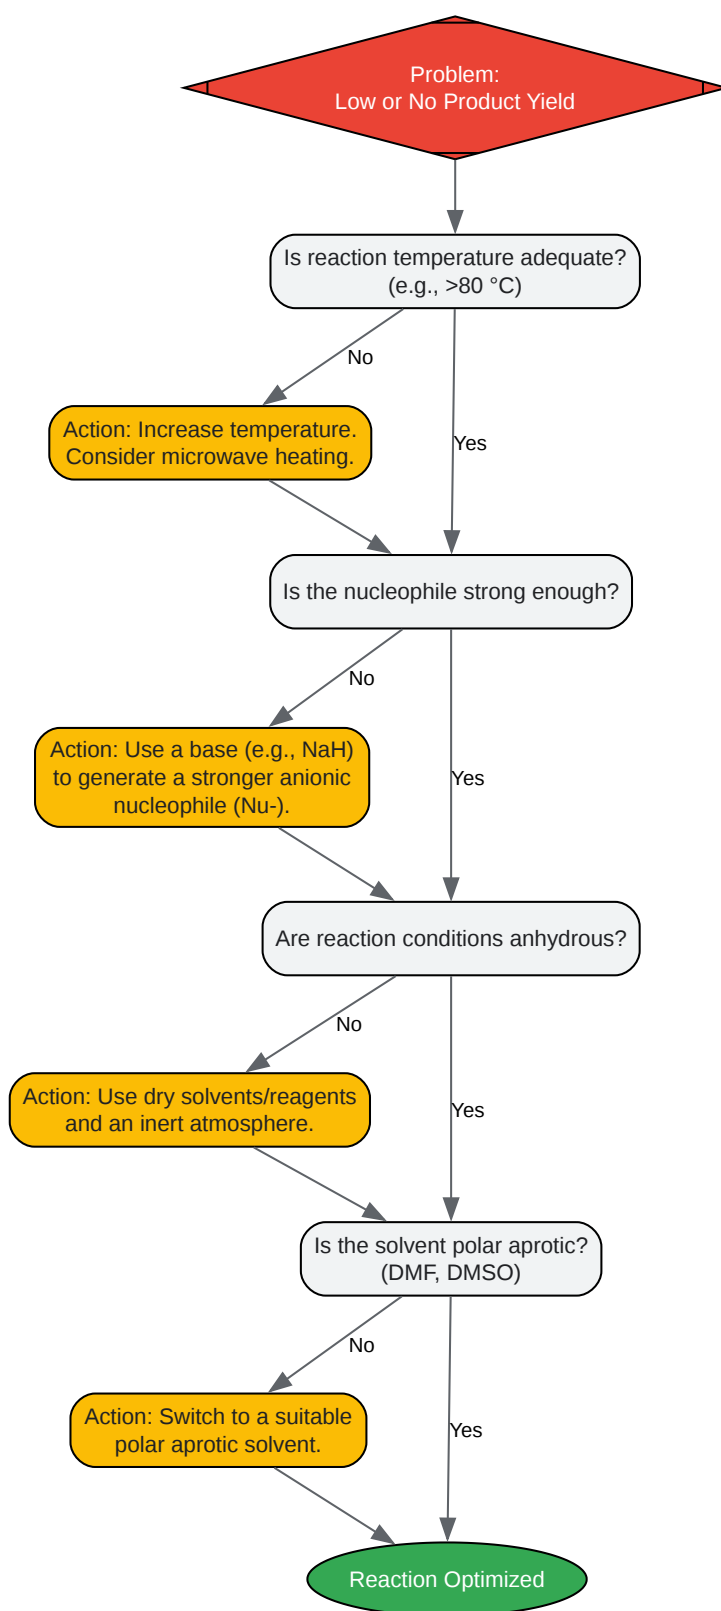 Problem:
Low or No Product Yield
Is reaction temperature adequate?
(e.g., >80 °C)
No
Yes
Action: Increase temperature.
Consider microwave heating.
Is the nucleophile strong enough?
No
Yes
Action: Use a base (e.g., NaH)
to generate a stronger anionic
nucleophile (Nu-).
Are reaction conditions anhydrous?
No
Yes
Action: Use dry solvents/reagents
and an inert atmosphere.
Is the solvent polar aprotic?
(DMF, DMSO)
No
Yes
Action: Switch to a suitable
polar aprotic solvent.
Reaction Optimized